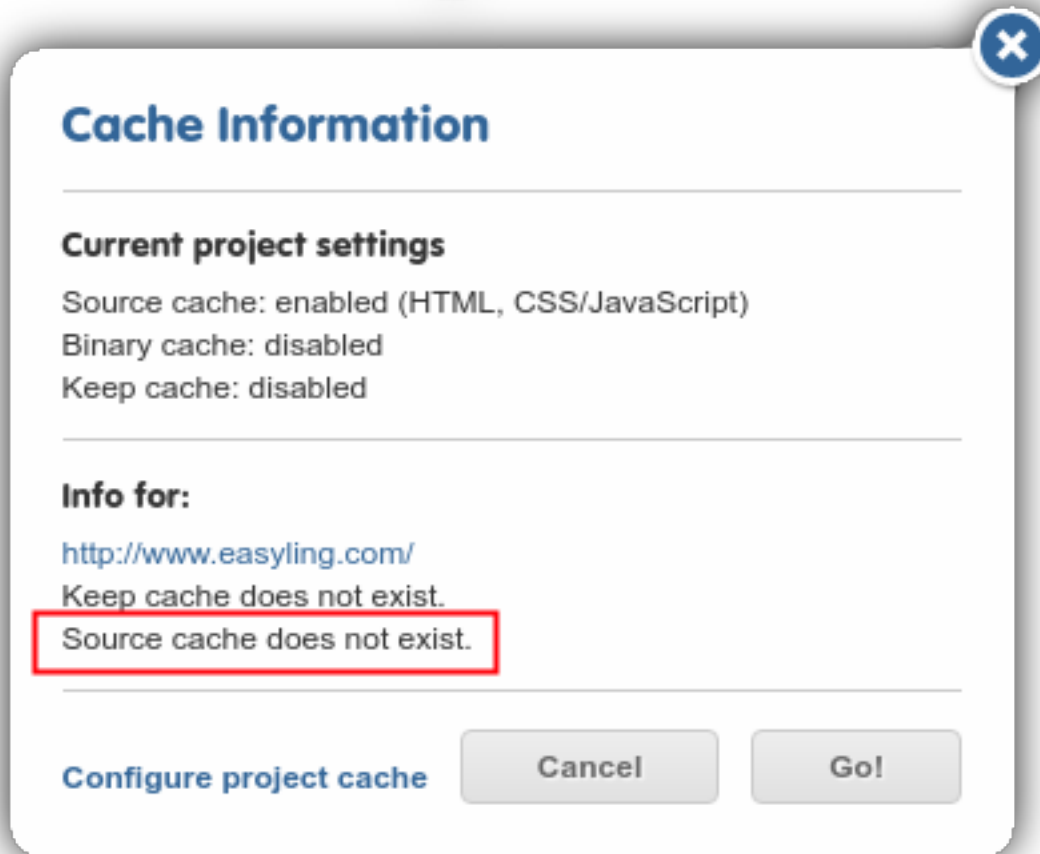 Cache Information
Current project settings
Source cache: enabled (HTML, CSS/JavaScript)
Binary cache: disabled
Keep cache: disabled
Info for:
http://www.easyling.com/
Keep cache does not exist.
Source cache does not exist.
Configure project cache
Cancel
Go!